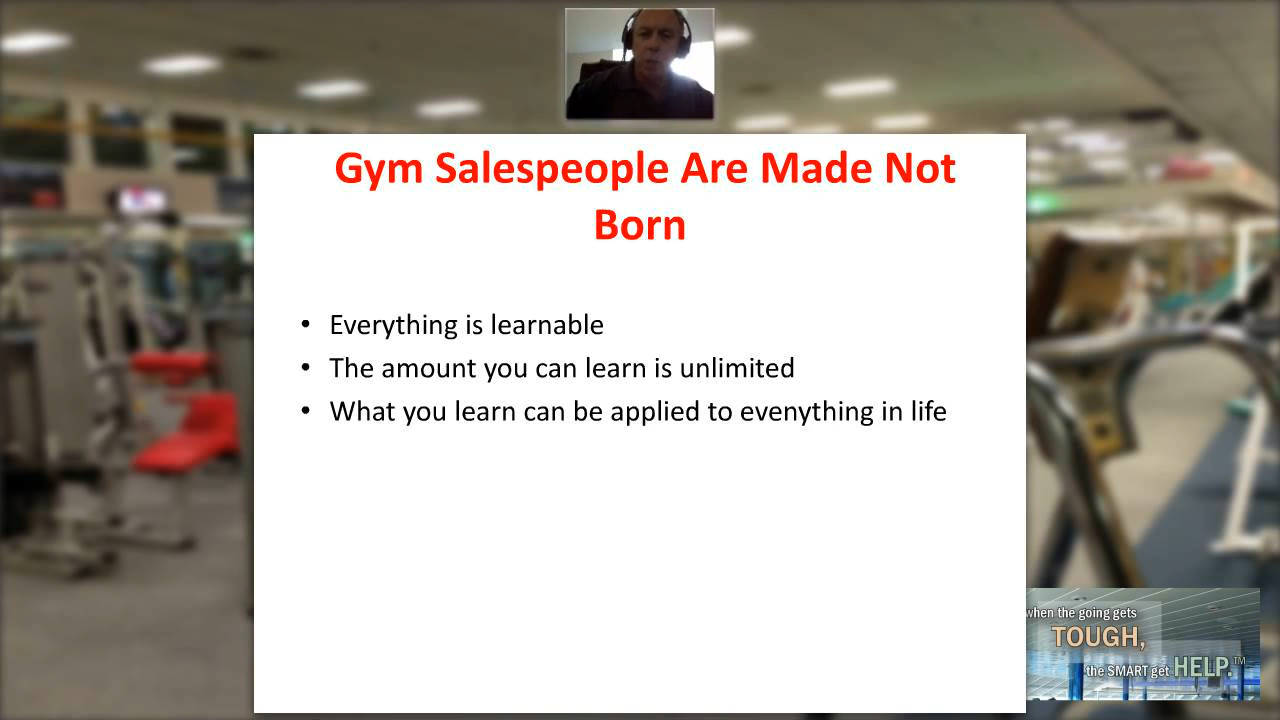 Gym Salespeople Are Made Not
Born
• Everything is learnable
• The amount you can learn is unlimited
• What you learn can be applied to evenything in life
when the going gets
TOUGH,
the SMART get HELP.™